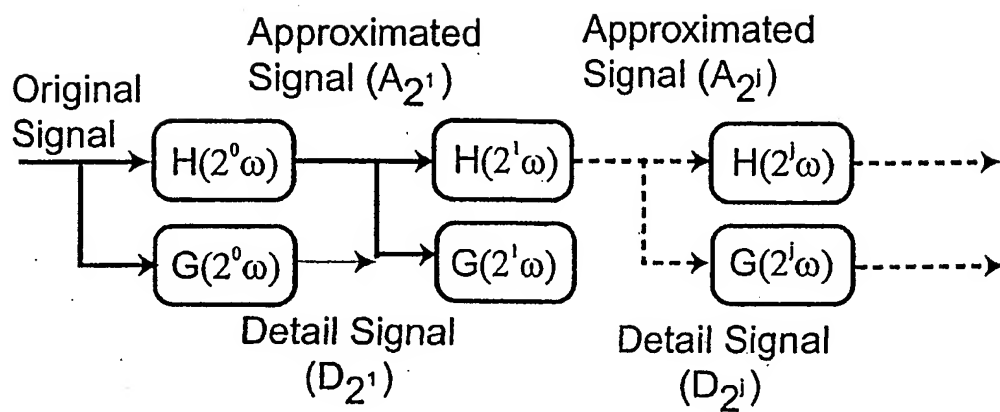 Approximated
Signal (A₂¹)
Approximated
Signal (A₂ʲ)
Original
Signal
H(2⁰ω)
H(2¹ω)
H(2ʲω)
G(2⁰ω)
G(2¹ω)
G(2ʲω)
Detail Signal
(D₂¹)
Detail Signal
(D₂ʲ)